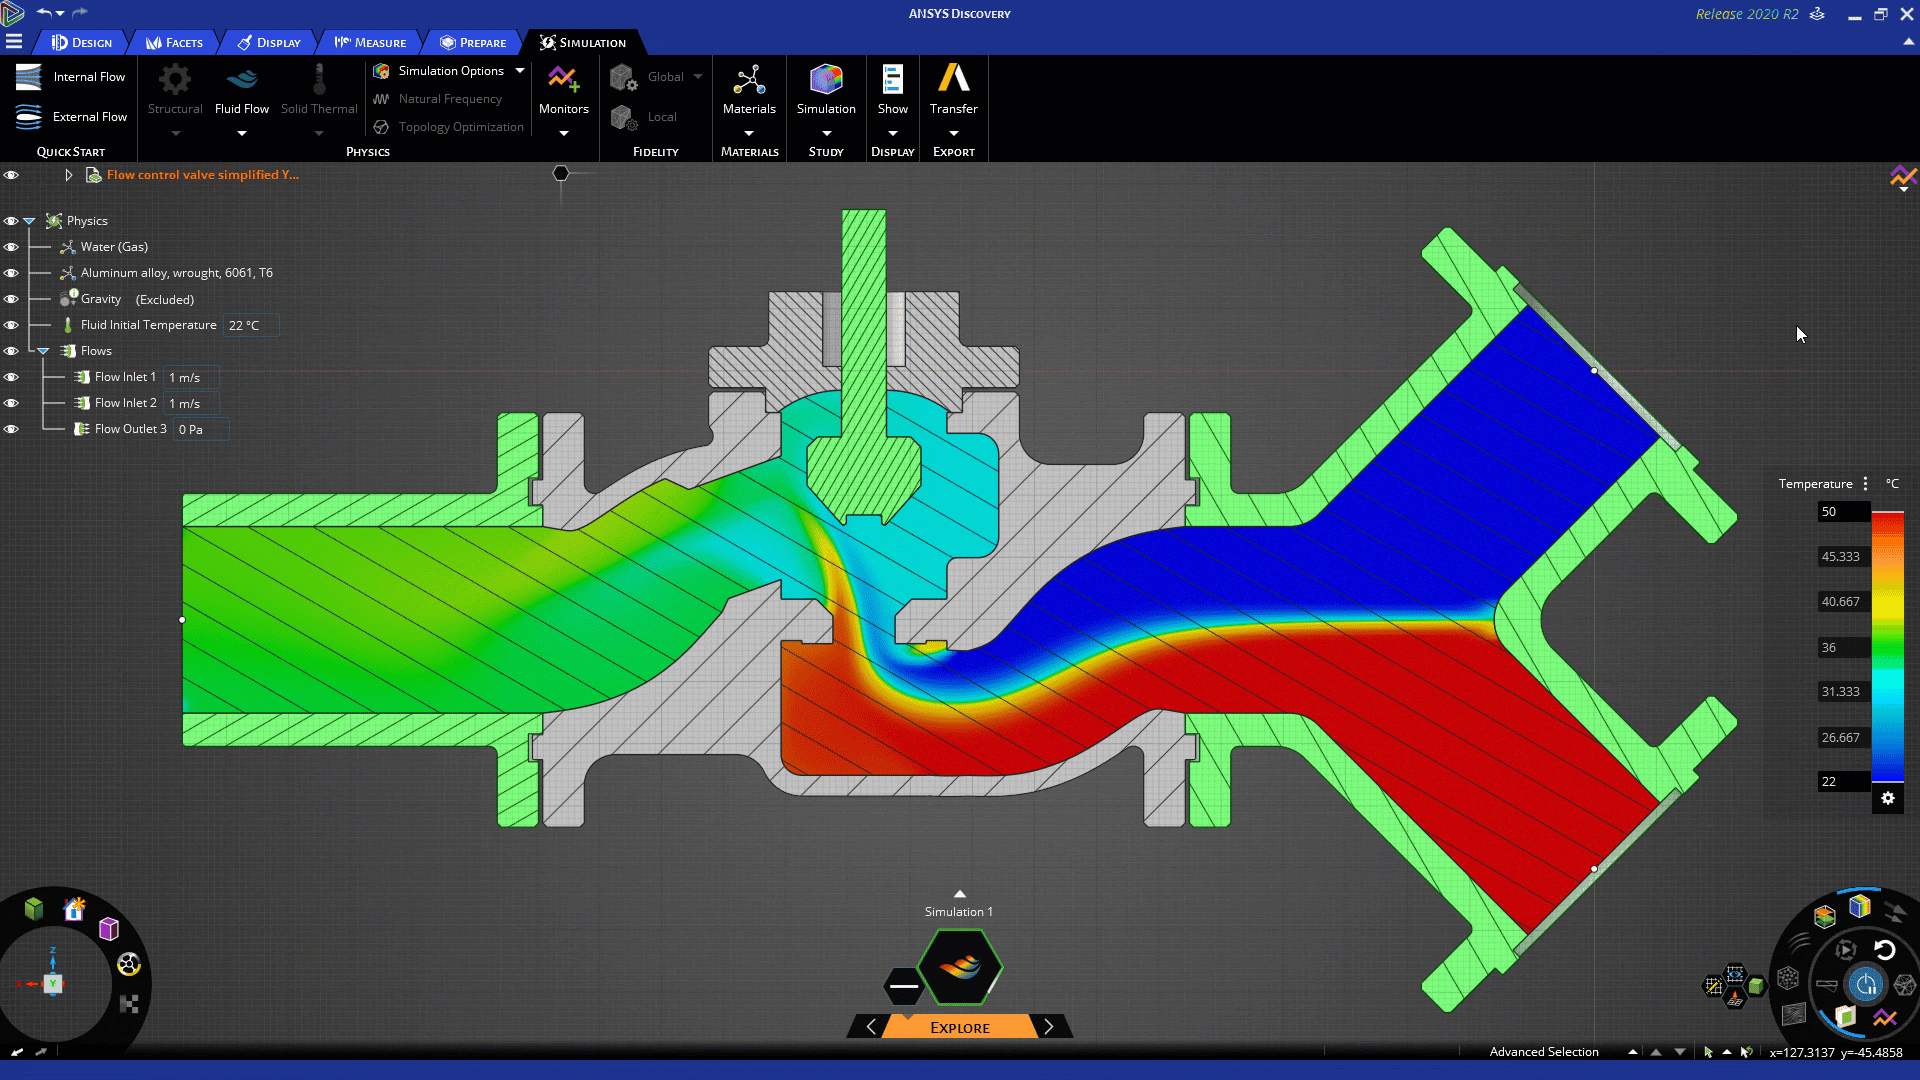 ANSYS Discovery
Release 2020 R2
Design
Facets
Display
Measure
Prepare
Simulation
Internal Flow
External Flow
Quick Start
Structural
Fluid Flow
Solid Thermal
Simulation Options
Natural Frequency
Topology Optimization
Physics
Monitors
Global
Local
Fidelity
Materials
Materials
Simulation
Study
Show
Display
Transfer
Export
Flow control valve simplified Y...
Physics
Water (Gas)
Aluminum alloy, wrought, 6061, T6
Gravity (Excluded)
Fluid Initial Temperature 22 °C
Flows
Flow Inlet 1 1 m/s
Flow Inlet 2 1 m/s
Flow Outlet 3 0 Pa
Temperature °C
50
45.333
40.667
36
31.333
26.667
22
Z
X
Y
Simulation 1
Explore
Advanced Selection
x=127.3137 y=-45.4858